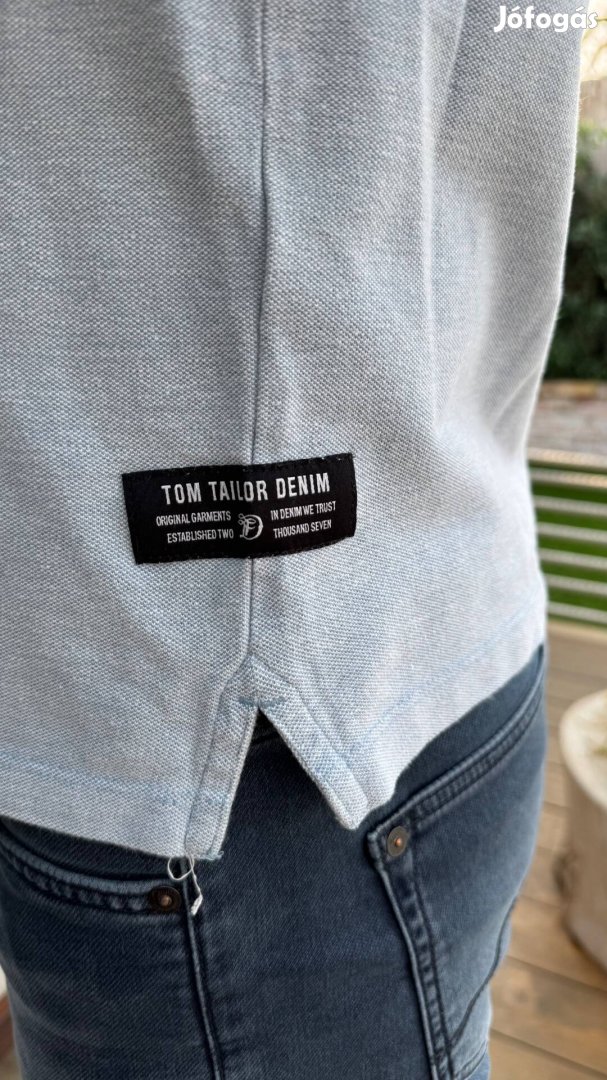 Jófogás
TOM TAILOR DENIM
ORIGINAL GARMENTS IN DENIM WE TRUST
ESTABLISHED TWO THOUSAND SEVEN